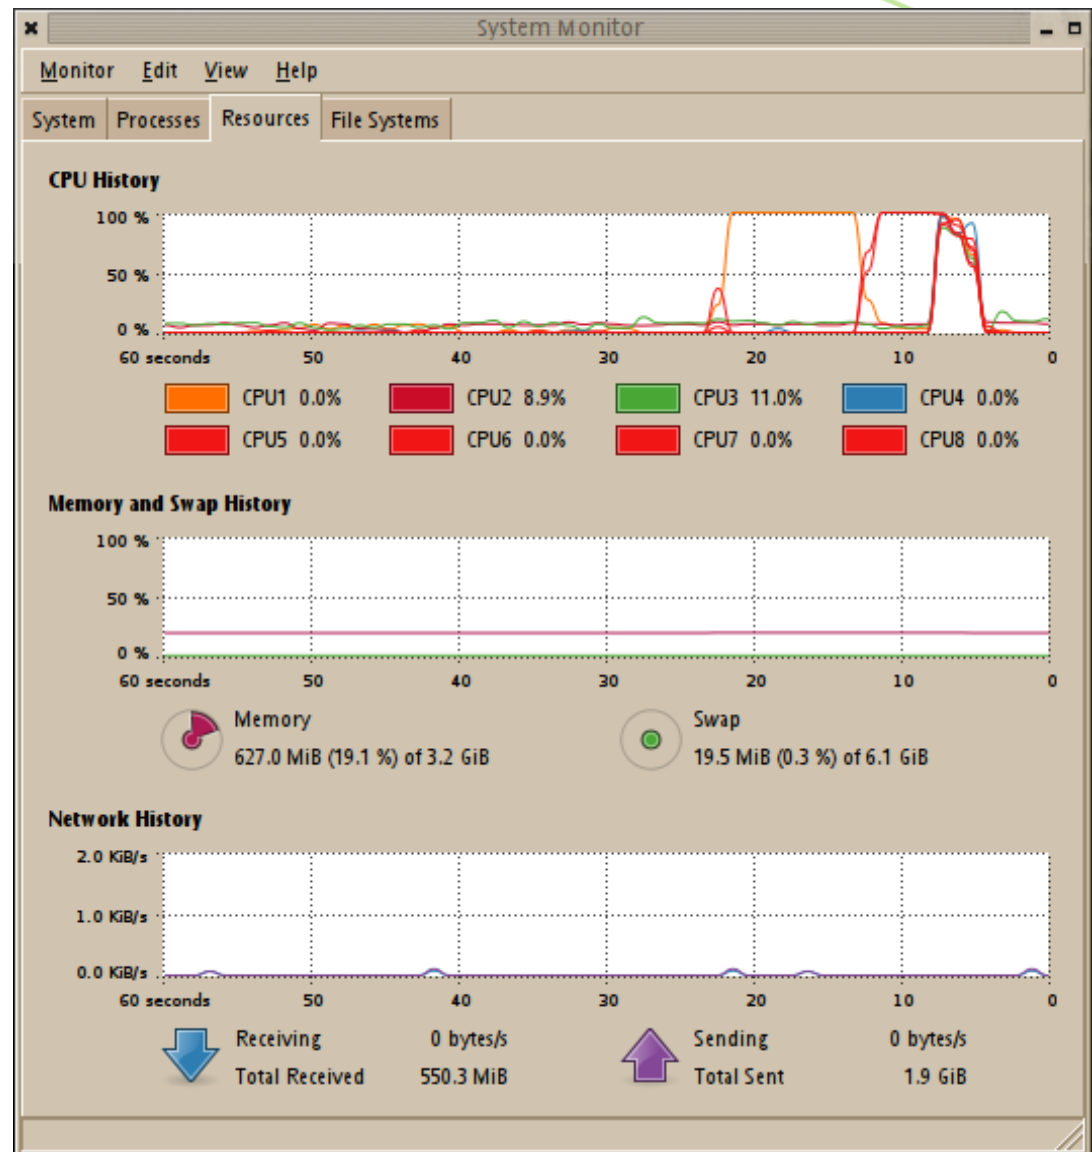 System Monitor
Monitor Edit View Help
System Processes Resources File Systems
CPU History
100 %
50 %
0 %
60 seconds 50 40 30 20 10 0
CPU1 0.0% CPU2 8.9% CPU3 11.0% CPU4 0.0%
CPU5 0.0% CPU6 0.0% CPU7 0.0% CPU8 0.0%
Memory and Swap History
100 %
50 %
0 %
60 seconds 50 40 30 20 10 0
Memory Swap
627.0 MiB (19.1 %) of 3.2 GiB 19.5 MiB (0.3 %) of 6.1 GiB
Network History
2.0 KiB/s
1.0 KiB/s
0.0 KiB/s
60 seconds 50 40 30 20 10 0
Receiving 0 bytes/s Sending 0 bytes/s
Total Received 550.3 MiB Total Sent 1.9 GiB